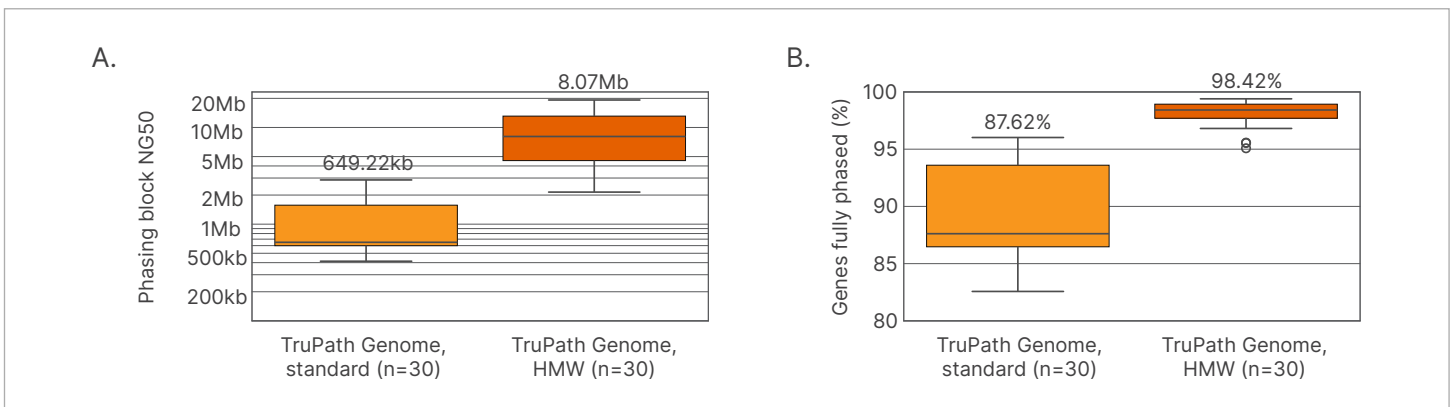 A.
Phasing block NG50
20Mb
10Mb
5Mb
2Mb
1Mb
500kb
200kb
649.22kb
8.07Mb
TruPath Genome,
standard (n=30)
TruPath Genome,
HMW (n=30)
B.
Genes fully phased (%)
100
95
90
85
80
87.62%
98.42%
TruPath Genome,
standard (n=30)
TruPath Genome,
HMW (n=30)